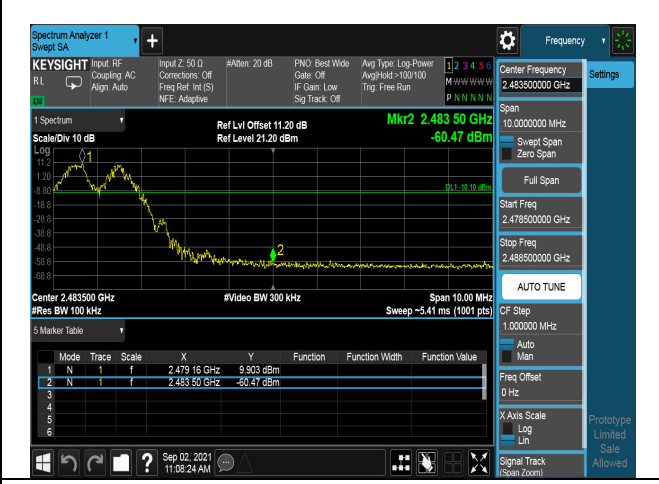 Spectrum Analyzer 1
Swept SA
+
Frequency
KEYSIGHT
RL
Input: RF
Coupling: AC
Align: Auto
Input Z: 50 Ω
Corrections: Off
Freq Ref: Int (S)
NFE: Adaptive
#Atten: 20 dB
PNO: Best Wide
Gate: Off
IF Gain: Low
Sig Track: Off
Avg Type: Log-Power
Avg|Hold:>100/100
Trig: Free Run
1 2 3 4 5 6
M W W W W W
P N N N N N
1 Spectrum
Scale/Div 10 dB
Ref Lvl Offset 11.20 dB
Ref Level 21.20 dBm
Mkr2 2.483 50 GHz
-60.47 dBm
Log
11.2
1.20
-8.80
-18.8
-28.8
-38.8
-48.8
-58.8
-68.8
1
2
DL1 -10.10 dBm
Center 2.483500 GHz
#Res BW 100 kHz
#Video BW 300 kHz
Span 10.00 MHz
Sweep ~5.41 ms (1001 pts)
5 Marker Table
Mode Trace Scale X Y Function Function Width Function Value
1 N 1 f 2.479 16 GHz 9.903 dBm
2 N 1 f 2.483 50 GHz -60.47 dBm
3
4
5
6
Sep 02, 2021
11:08:24 AM
Center Frequency
2.483500000 GHz
Settings
Span
10.0000000 MHz
Swept Span
Zero Span
Full Span
Start Freq
2.478500000 GHz
Stop Freq
2.488500000 GHz
AUTO TUNE
CF Step
1.000000 MHz
Auto
Man
Freq Offset
0 Hz
X Axis Scale
Log
Lin
Signal Track
(Span Zoom)
Prototype
Limited
Sale
Allowed